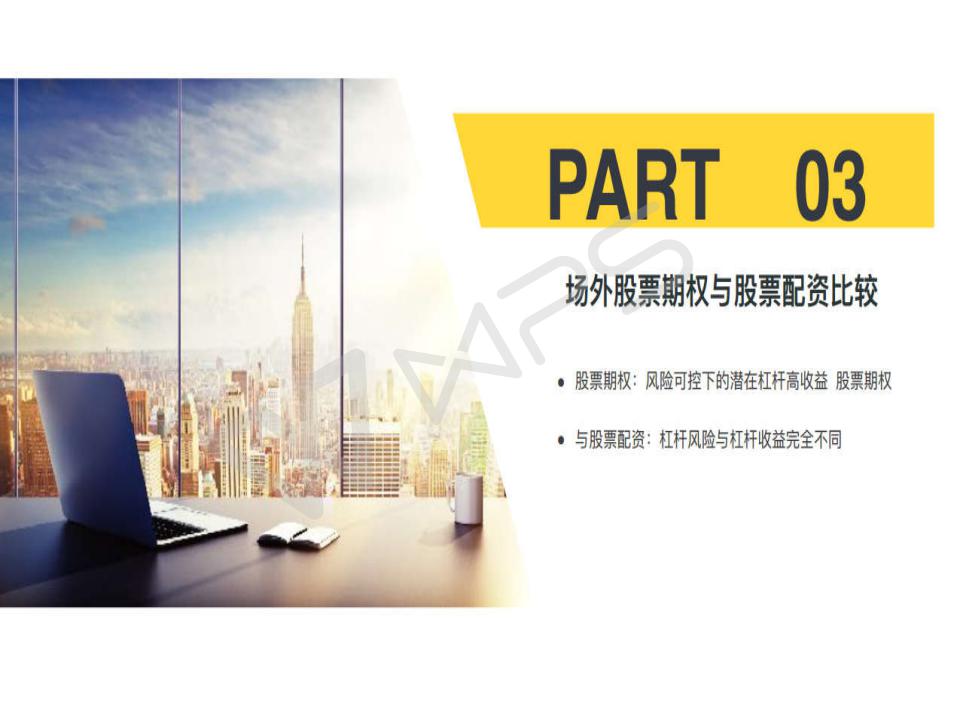 PART 03
场外股票期权与股票配资比较
● 股票期权：风险可控下的潜在杠杆高收益 股票期权
● 与股票配资：杠杆风险与杠杆收益完全不同
WPS